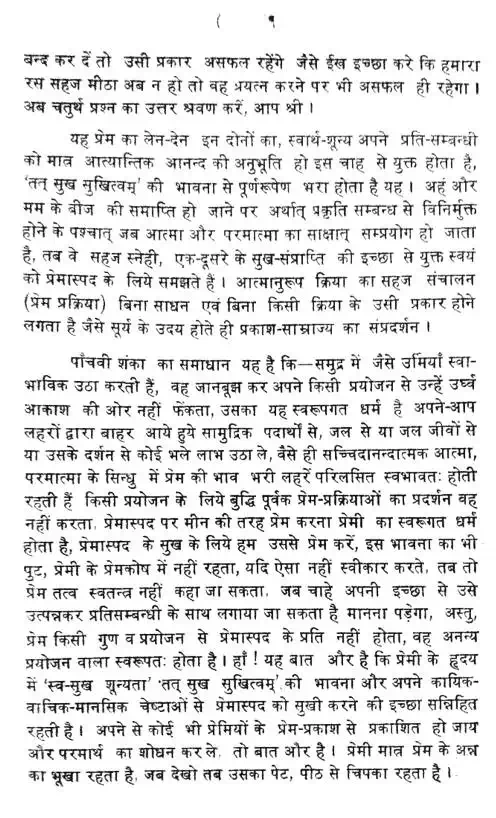 ( १
बन्द कर दें तो उसी प्रकार असफल रहेंगे जैसे ईख इच्छा करे कि हमारा
रस सहज मीठा अब न हो तो वह प्रयत्न करने पर भी असफल ही रहेगा।
अब चतुर्थ प्रश्न का उत्तर श्रवण करें, आप श्री।
यह प्रेम का लेन-देन इन दोनों का, स्वार्थ-शून्य अपने प्रति-सम्बन्धी
को मात्र आत्यान्तिक आनन्द की अनुभूति हो इस चाह से युक्त होता है,
'तत् सुख सुखित्वम्' की भावना से पूर्णरूपेण भरा होता है यह। अहं और
मम के बीज की समाप्ति हो जाने पर अर्थात् प्रकृति सम्बन्ध से विनिर्मुक्त
होने के पश्चात् जब आत्मा और परमात्मा का साक्षात् सम्प्रयोग हो जाता
है, तब वे सहज स्नेही, एक-दूसरे के सुख-संप्राप्ति की इच्छा से युक्त स्वयं
को प्रेमास्पद के लिये समझते हैं। आत्मानुरूप क्रिया का सहज संचालन
(प्रेम प्रक्रिया) बिना साधन एवं बिना किसी क्रिया के उसी प्रकार होने
लगता है जैसे सूर्य के उदय होते ही प्रकाश-साम्राज्य का संप्रदर्शन।
पाँचवी शंका का समाधान यह है कि—समुद्र में जैसे उर्मियाँ स्वा-
भाविक उठा करती हैं, वह जानबूझ कर अपने किसी प्रयोजन से उन्हें उर्ध्व
आकाश की ओर नहीं फेंकता, उसका यह स्वरूपगत धर्म है अपने-आप
लहरों द्वारा बाहर आये हुये सामुद्रिक पदार्थों से, जल से या जल जीवों से
या उसके दर्शन से कोई भले लाभ उठा ले, वैसे ही सच्चिदानन्दात्मक आत्मा,
परमात्मा के सिन्धु में प्रेम की भाव भरी लहरें परिलसित स्वभावतः होती
रहती हैं किसी प्रयोजन के लिये बुद्धि पूर्वक प्रेम-प्रक्रियाओं का प्रदर्शन वह
नहीं करता, प्रेमास्पद पर मीन की तरह प्रेम करना प्रेमी का स्वरूगत धर्म
होता है, प्रेमास्पद के सुख के लिये हम उससे प्रेम करें, इस भावना का भी
पुट, प्रेमी के प्रेमकोष में नहीं रहता, यदि ऐसा नहीं स्वीकार करते, तब तो
प्रेम तत्व स्वतन्त्र नहीं कहा जा सकता, जब चाहे अपनी इच्छा से उसे
उत्पन्नकर प्रतिसम्बन्धी के साथ लगाया जा सकता है मानना पड़ेगा, अस्तु,
प्रेम किसी गुण व प्रयोजन से प्रेमास्पद के प्रति नहीं होता, वह अनन्य
प्रयोजन वाला स्वरूपतः होता है। हाँ! यह बात और है कि प्रेमी के हृदय
में 'स्व-सुख शून्यता' 'तत् सुख सुखित्वम्' की भावना और अपने कायिक-
वाचिक-मानसिक चेष्टाओं से प्रेमास्पद को सुखी करने की इच्छा सन्निहित
रहती है। अपने से कोई भी प्रेमियों के प्रेम-प्रकाश से प्रकाशित हो जाय
और परमार्थ का शोधन कर ले, तो बात और है। प्रेमी मात्र प्रेम के अन्न
का भूखा रहता है, जब देखो तब उसका पेट, पीठ से चिपका रहता है।